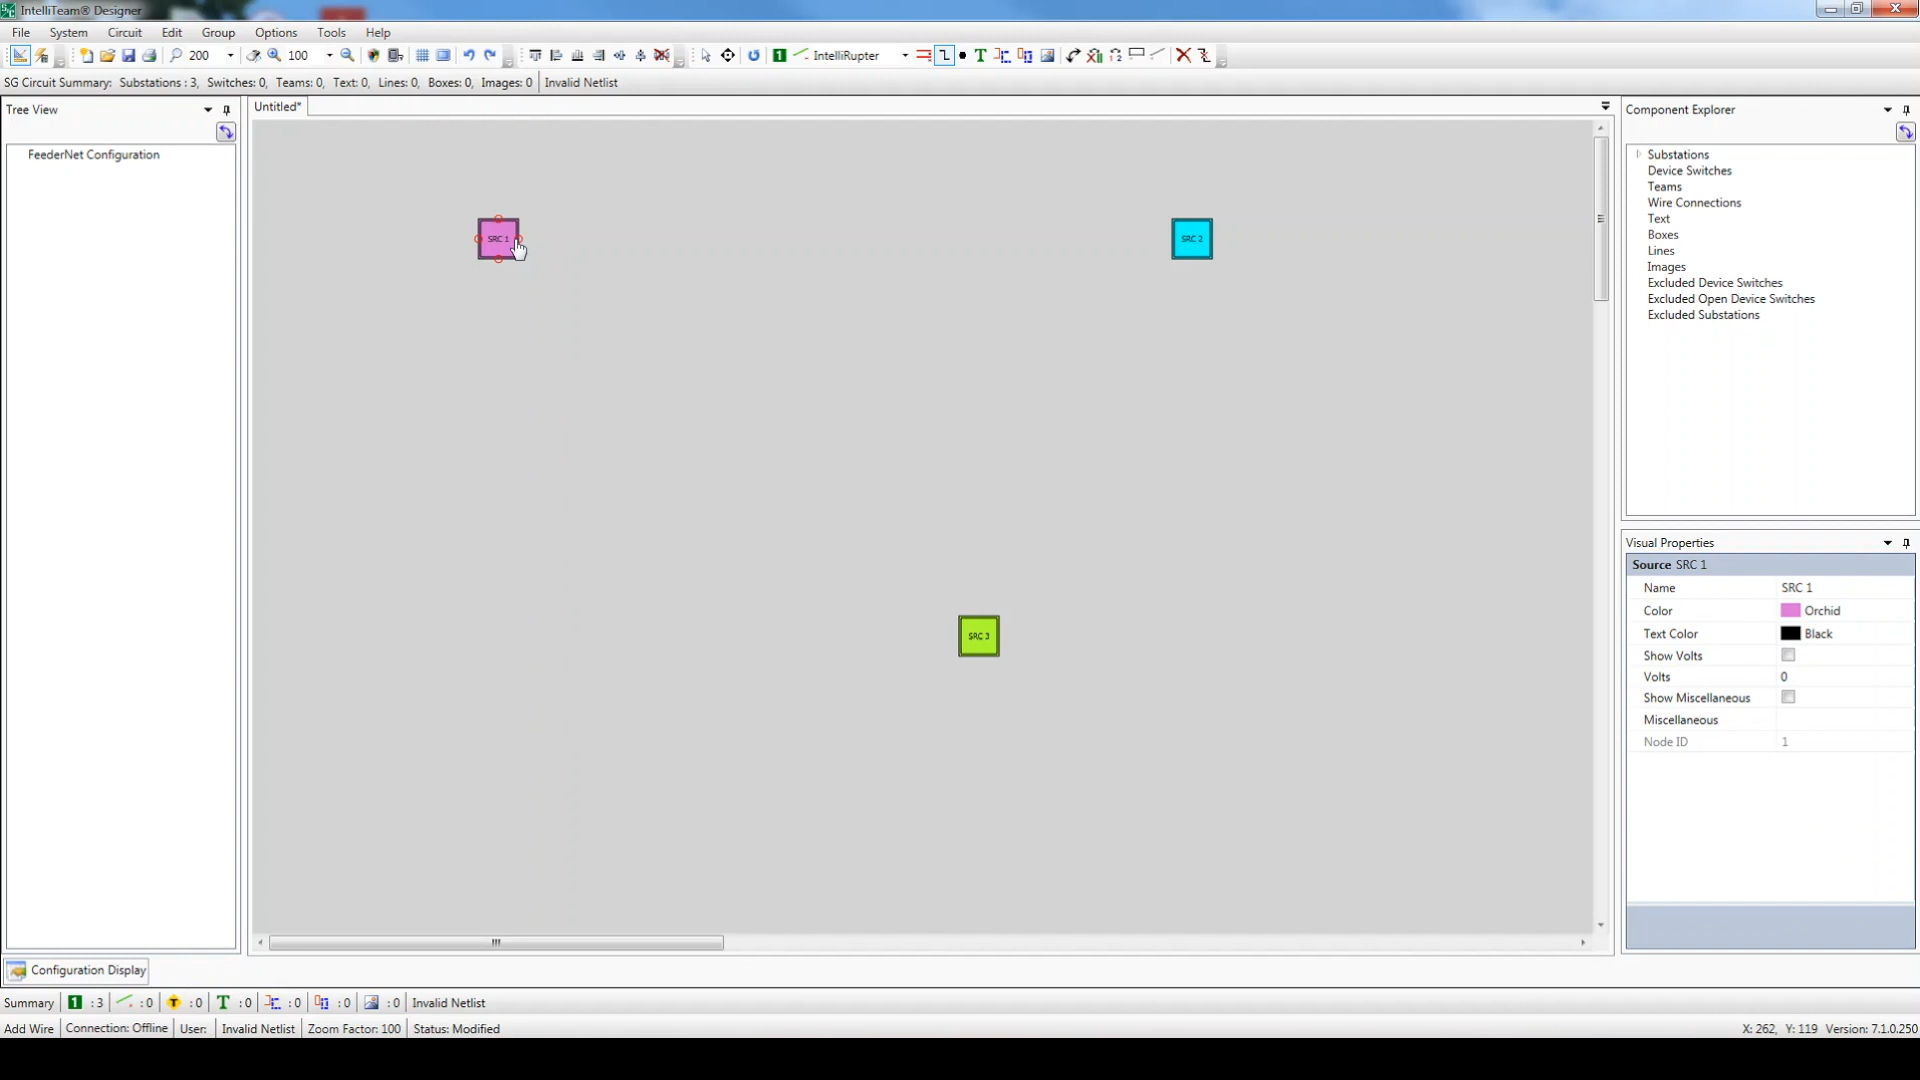 IntelliTeam® Designer
File System Circuit Edit Group Options Tools Help
200 100 1 IntelliRupter T
SG Circuit Summary: Substations : 3, Switches: 0, Teams: 0, Text: 0, Lines: 0, Boxes: 0, Images: 0 Invalid Netlist
Tree View
FeederNet Configuration
Untitled*
SRC 1
SRC 2
SRC 3
Component Explorer
Substations
Device Switches
Teams
Wire Connections
Text
Boxes
Lines
Images
Excluded Device Switches
Excluded Open Device Switches
Excluded Substations
Visual Properties
Source SRC 1
Name SRC 1
Color Orchid
Text Color Black
Show Volts
Volts 0
Show Miscellaneous
Miscellaneous
Node ID 1
Configuration Display
Summary 1 : 3 : 0 T : 0 T : 0 : 0 : 0 : 0 Invalid Netlist
Add Wire Connection: Offline User: Invalid Netlist Zoom Factor: 100 Status: Modified X: 262, Y: 119 Version: 7.1.0.250